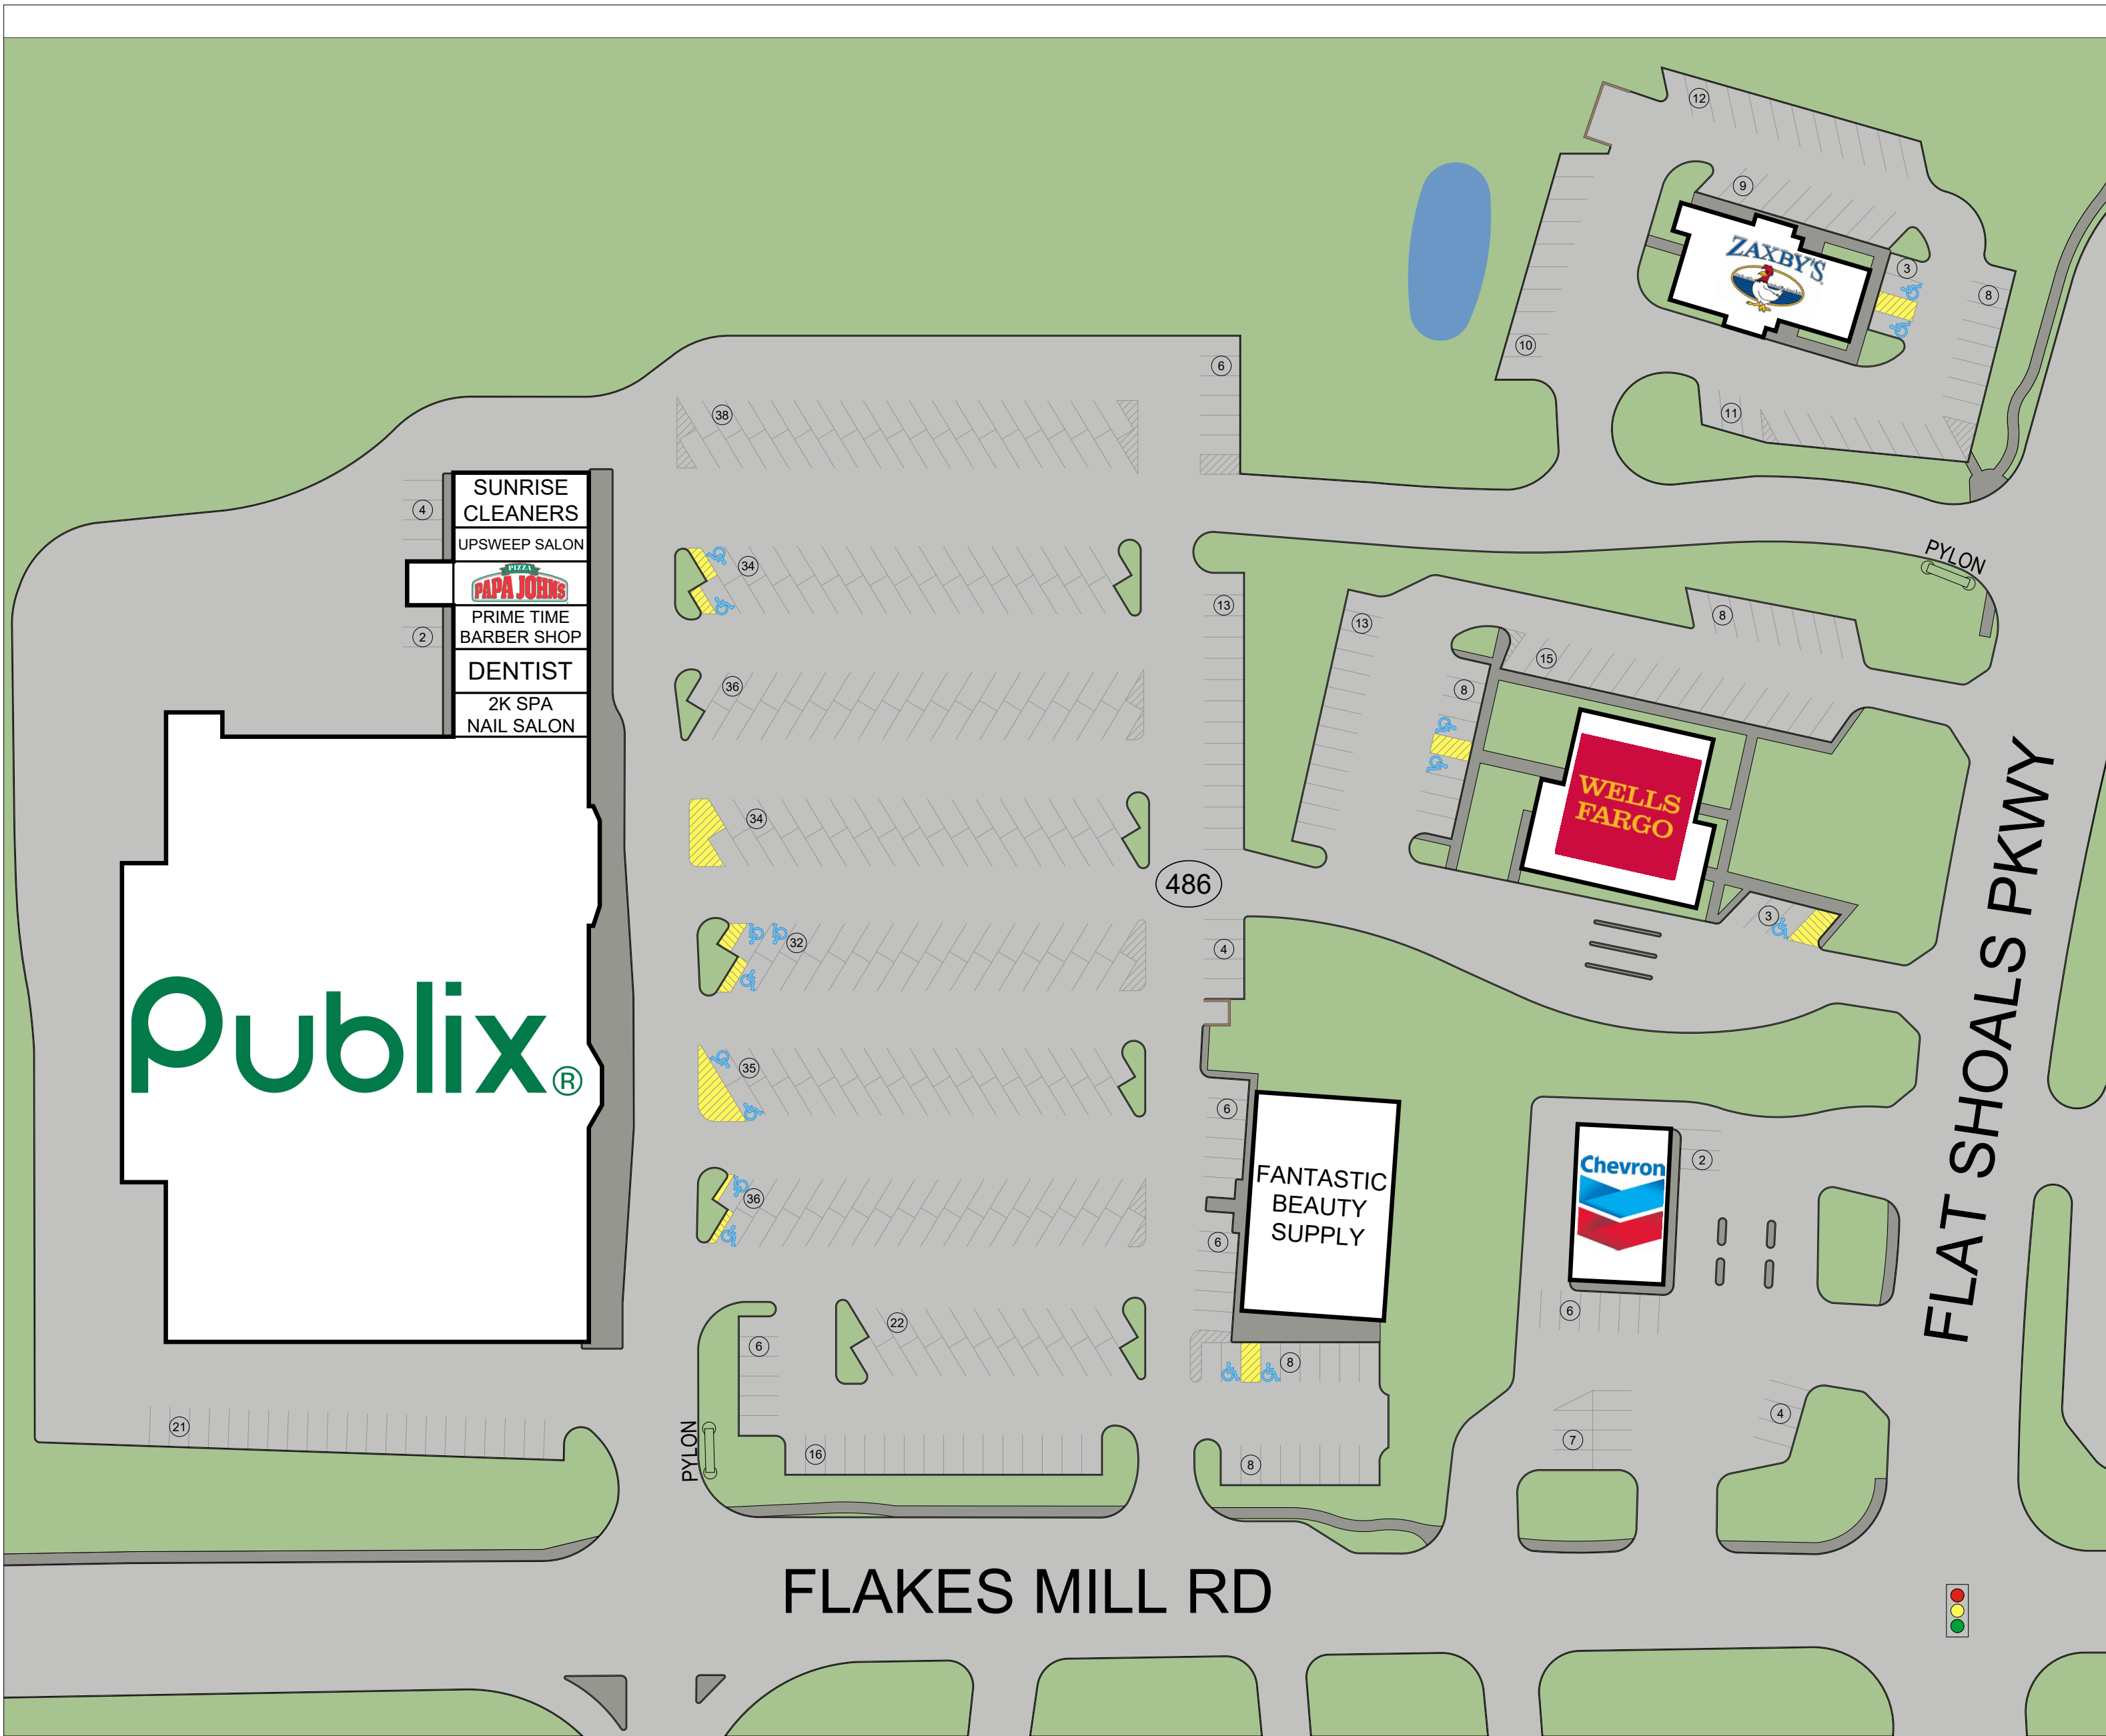 12
9
ZAXBY'S
3
8
10
11
6
38
SUNRISE
CLEANERS
4
UPSWEEP SALON
PIZZA
PAPA JOHNS
PRIME TIME
BARBER SHOP
2
DENTIST
2K SPA
NAIL SALON
34
13
36
34
486
32
4
PYLON
8
13
15
8
WELLS
FARGO
3
FLAT SHOALS PKWY
Publix®
35
36
6
FANTASTIC
BEAUTY
SUPPLY
6
Chevron
2
6
22
6
8
21
PYLON
16
8
7
4
FLAKES MILL RD